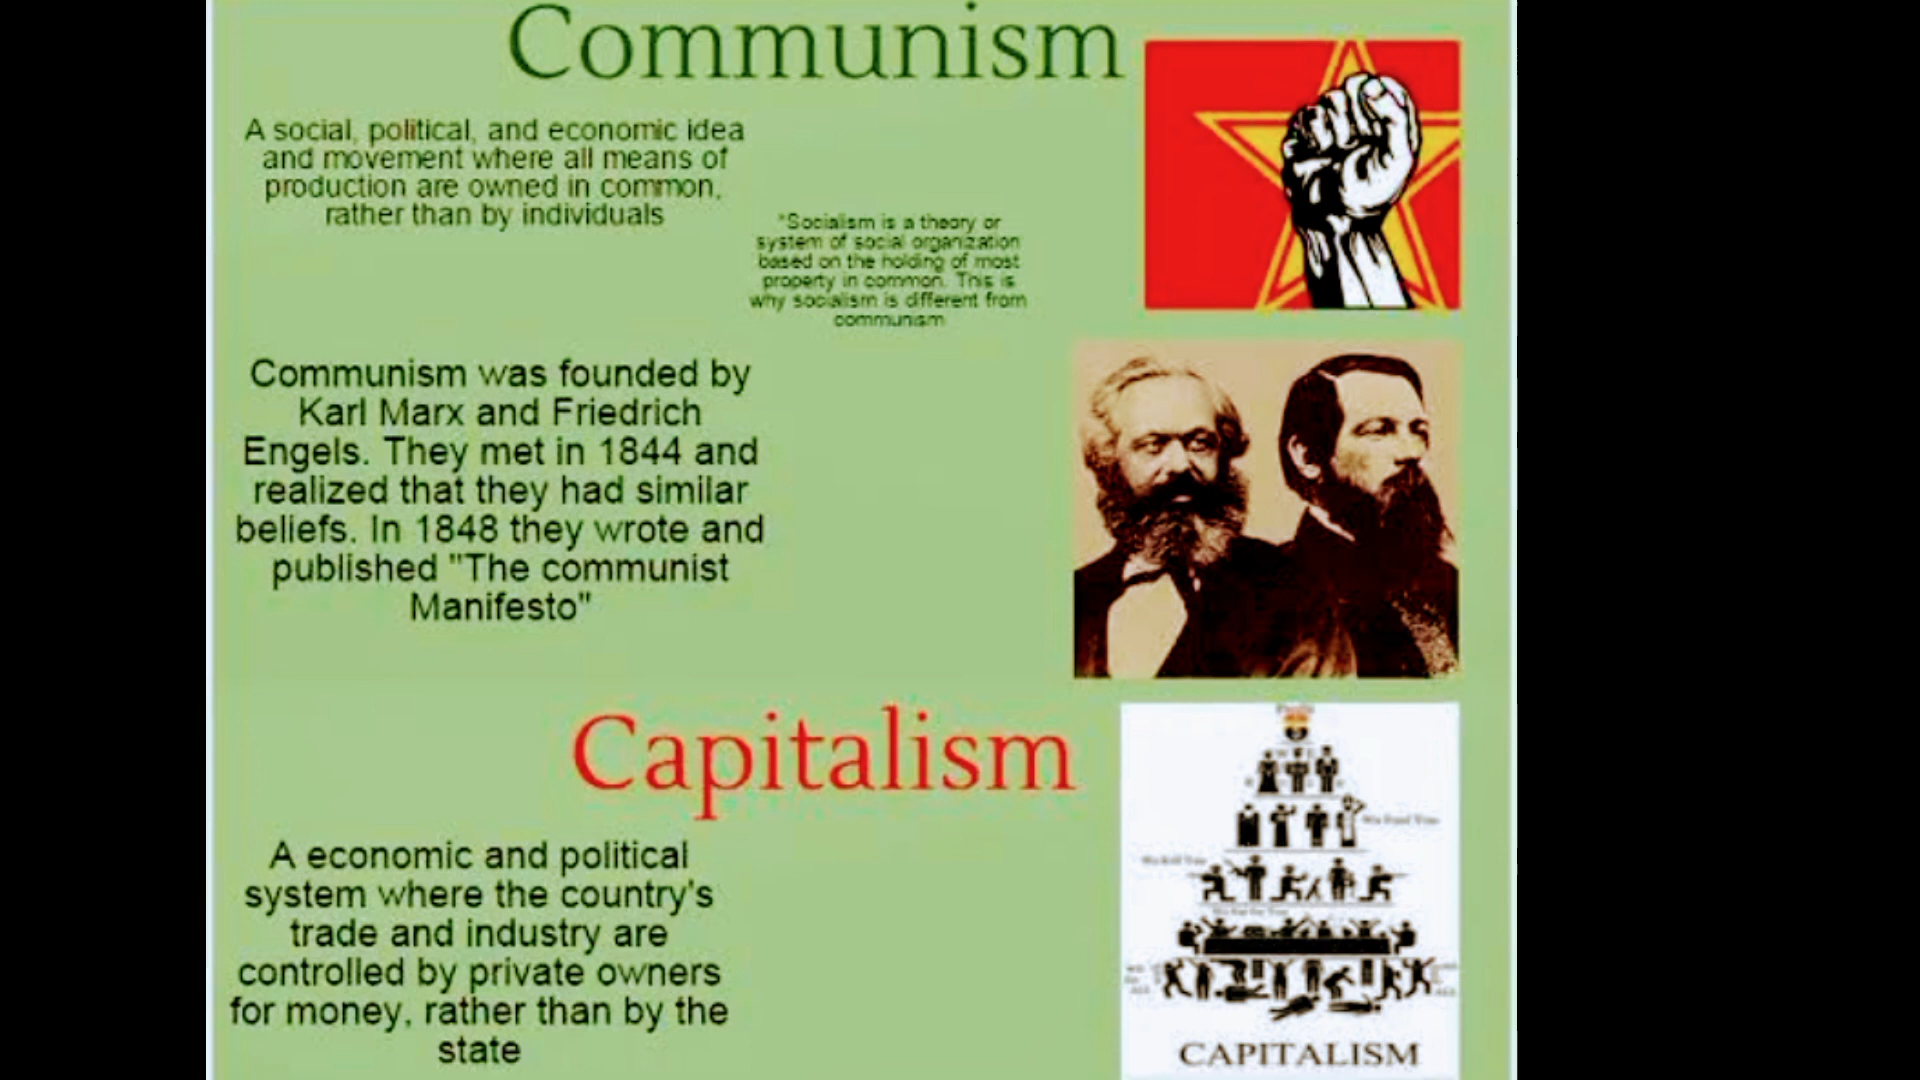 Communism
A social, political, and economic idea
and movement where all means of
production are owned in common,
rather than by individuals
*Socialism is a theory or
system of social organization
based on the holding of most
property in common. This is
why socialism is different from
communism
Communism was founded by
Karl Marx and Friedrich
Engels. They met in 1844 and
realized that they had similar
beliefs. In 1848 they wrote and
published "The communist
Manifesto"
Capitalism
A economic and political
system where the country's
trade and industry are
controlled by private owners
for money, rather than by the
state
CAPITALISM